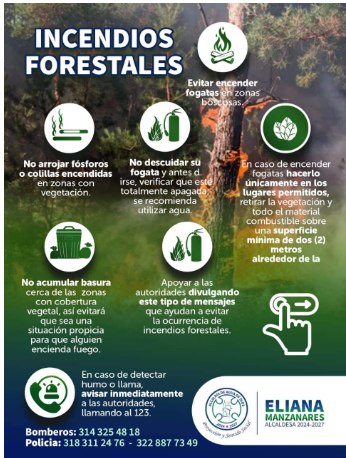 INCENDIOS
FORESTALES
Evitar encender
fogatas en zonas
boscosas.
No arrojar fósforos
o colillas encendidas
en zonas con
vegetación.
No descuidar su
fogata y antes d
irse, verificar que esté
totalmente apagada
se recomienda
utilizar agua.
En caso de encender
fogatas hacerlo
únicamente en los
lugares permitidos,
retirar la vegetación y
todo el material
combustible sobre
una superficie
mínima de dos (2)
metros
alrededor de la
No acumular basura
cerca de las zonas
con cobertura
vegetal, así evitará
que sea una
situación propicia
para que alguien
encienda fuego.
Apoyar a las
autoridades divulgando
este tipo de mensajes
que ayudan a evitar
la ocurrencia de
incendios forestales.
En caso de detectar
humo o llama,
avisar inmediatamente
a las autoridades,
llamando al 123.
Bomberos: 314 325 48 18
Policia: 318 311 24 76 - 322 887 73 49
ELIANA
MANZANARES
ALCALDESA 2024-2027